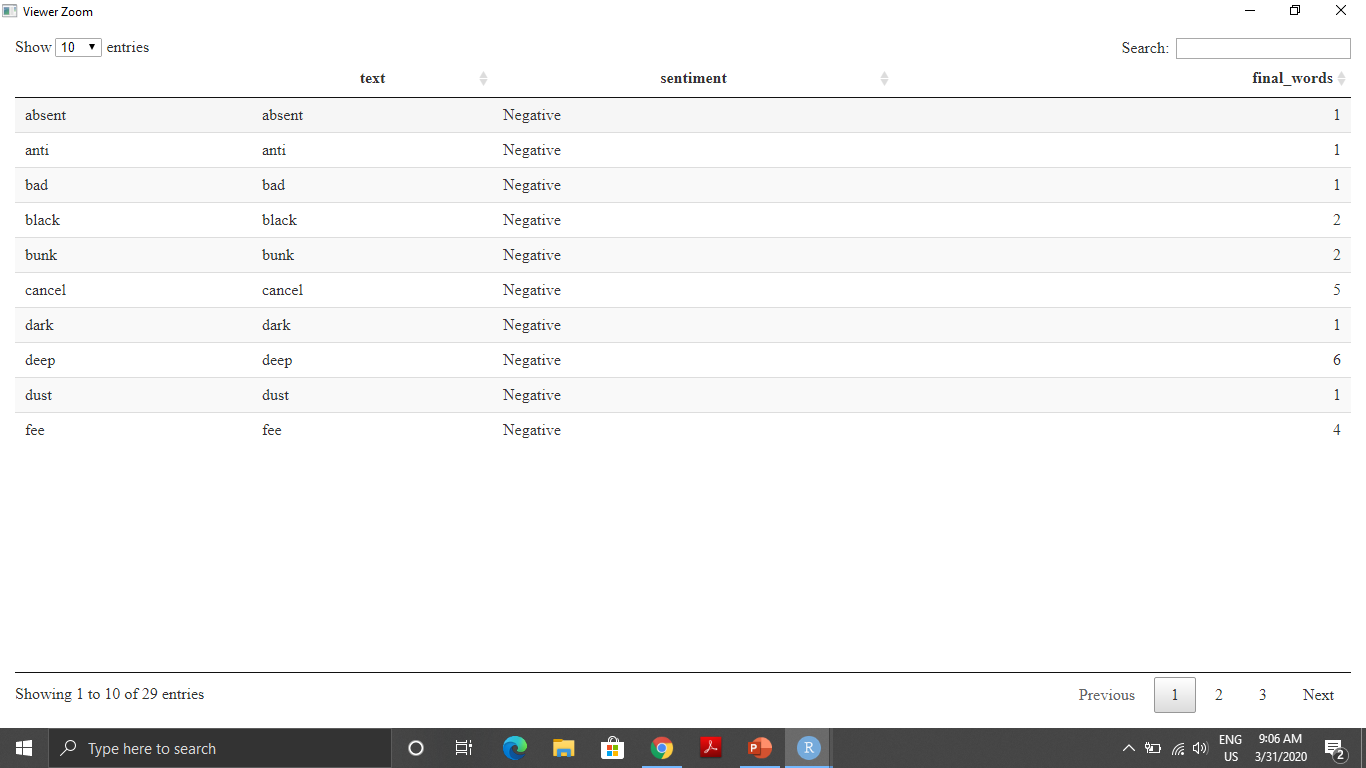 Viewer Zoom
Show 10 entries Search:
text sentiment final_words
absent absent Negative 1
anti anti Negative 1
bad bad Negative 1
black black Negative 2
bunk bunk Negative 2
cancel cancel Negative 5
dark dark Negative 1
deep deep Negative 6
dust dust Negative 1
fee fee Negative 4
Showing 1 to 10 of 29 entries Previous 1 2 3 Next
Type here to search
ENG 9:06 AM
US 3/31/2020 2